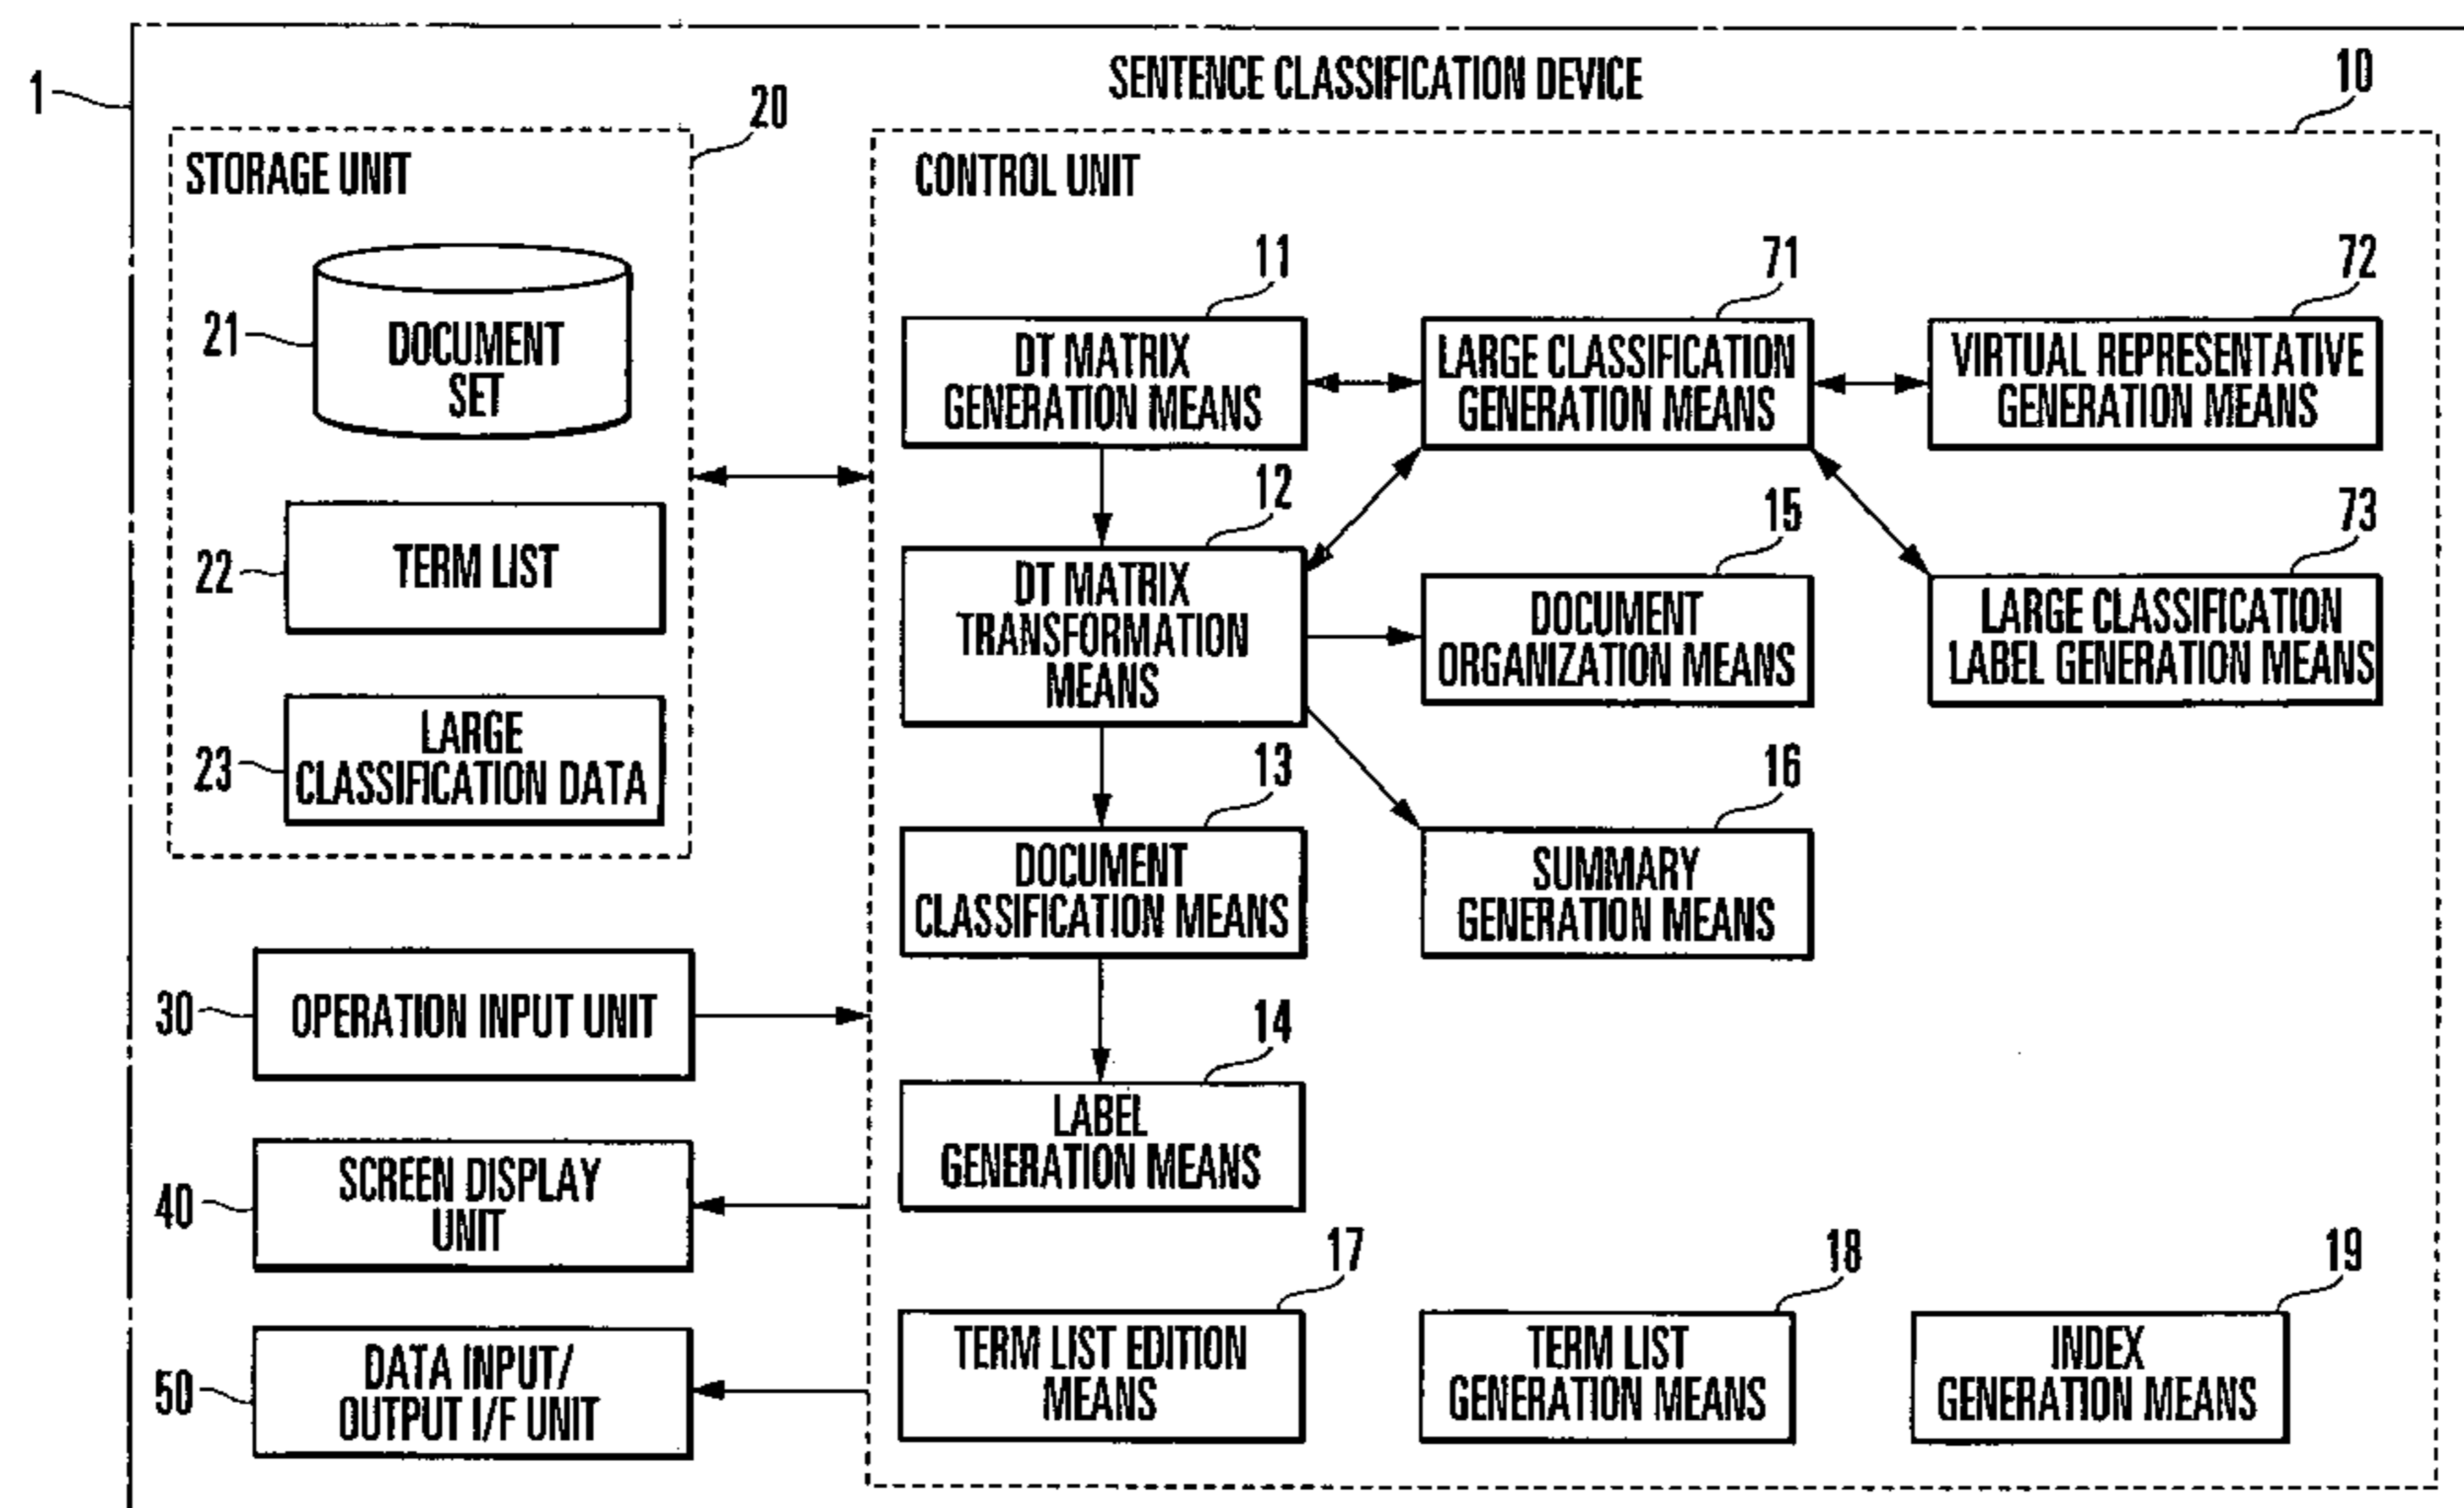 SENTENCE CLASSIFICATION DEVICE
1
20
10
STORAGE UNIT
CONTROL UNIT
21
DOCUMENT
SET
22
TERM LIST
23
LARGE
CLASSIFICATION DATA
30
OPERATION INPUT UNIT
40
SCREEN DISPLAY
UNIT
50
DATA INPUT/
OUTPUT I/F UNIT
11
DT MATRIX
GENERATION MEANS
71
LARGE CLASSIFICATION
GENERATION MEANS
72
VIRTUAL REPRESENTATIVE
GENERATION MEANS
12
DT MATRIX
TRANSFORMATION
MEANS
15
DOCUMENT
ORGANIZATION MEANS
73
LARGE CLASSIFICATION
LABEL GENERATION MEANS
13
DOCUMENT
CLASSIFICATION MEANS
16
SUMMARY
GENERATION MEANS
14
LABEL
GENERATION MEANS
17
TERM LIST EDITION
MEANS
18
TERM LIST
GENERATION MEANS
19
INDEX
GENERATION MEANS